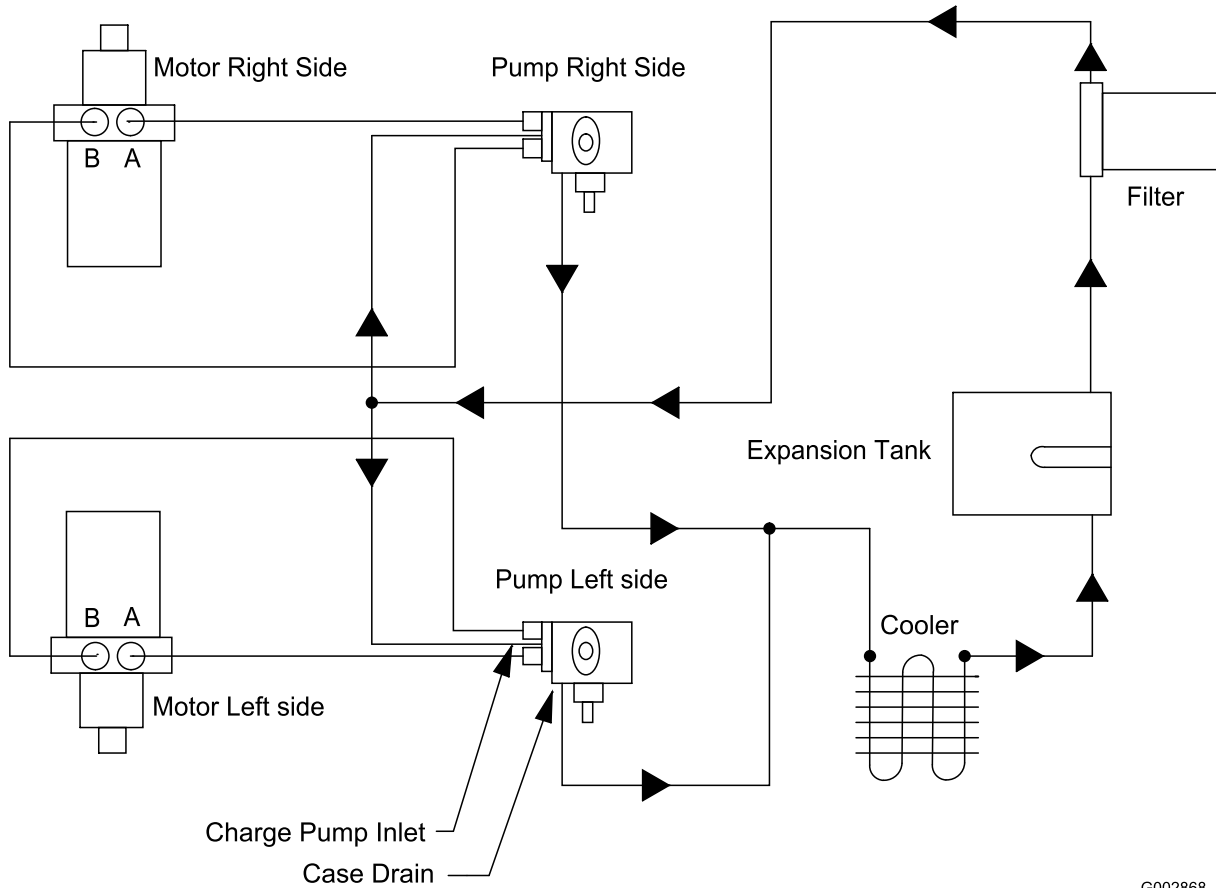 Motor Right Side
Pump Right Side
B A
Filter
Expansion Tank
Pump Left side
B A
Cooler
Motor Left side
Charge Pump Inlet
Case Drain
G002868